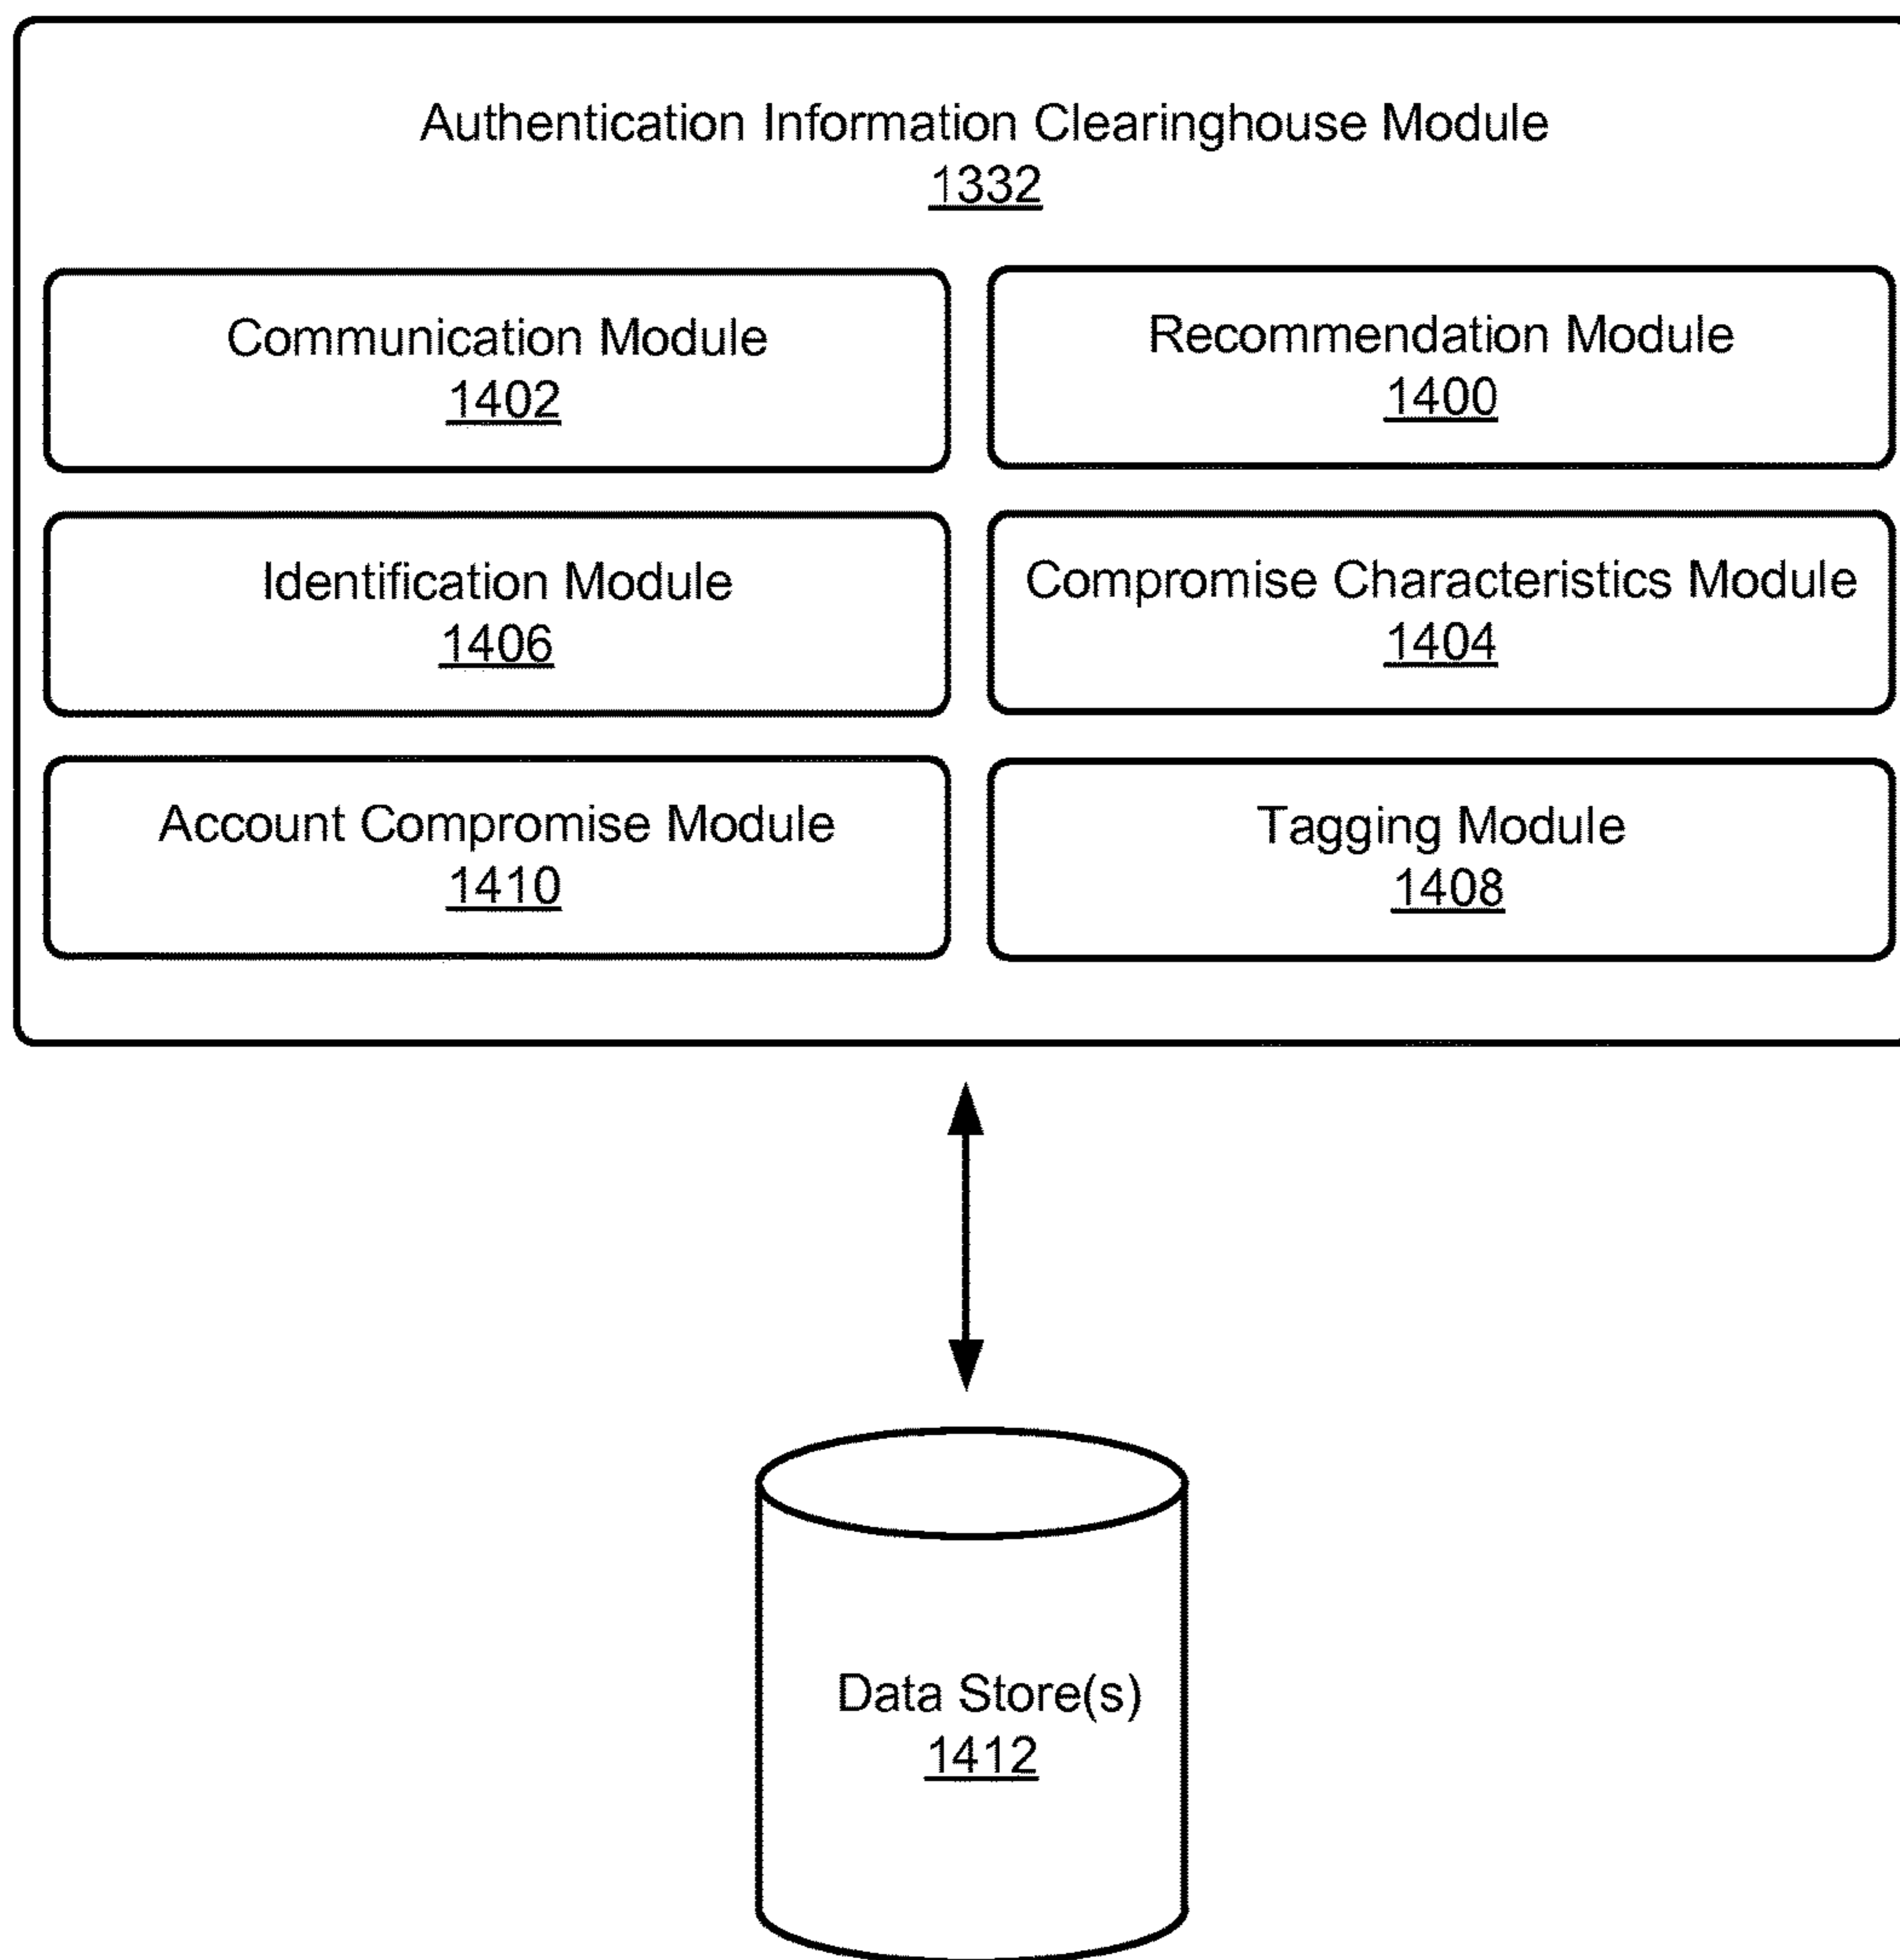 Authentication Information Clearinghouse Module
1332
Communication Module
1402
Recommendation Module
1400
Identification Module
1406
Compromise Characteristics Module
1404
Account Compromise Module
1410
Tagging Module
1408
Data Store(s)
1412